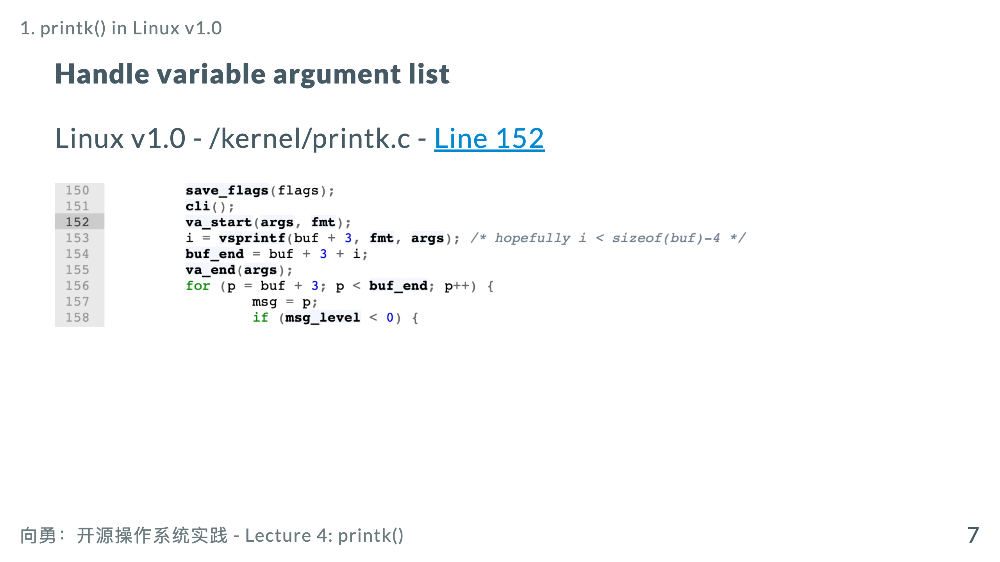 1. printk() in Linux v1.0
Handle variable argument list
Linux v1.0 - /kernel/printk.c - Line 152
150 save_flags(flags);
151 cli();
152 va_start(args, fmt);
153 i = vsprintf(buf + 3, fmt, args); /* hopefully i < sizeof(buf)-4 */
154 buf_end = buf + 3 + i;
155 va_end(args);
156 for (p = buf + 3; p < buf_end; p++) {
157 msg = p;
158 if (msg_level < 0) {
向勇：开源操作系统实践 - Lecture 4: printk()
7